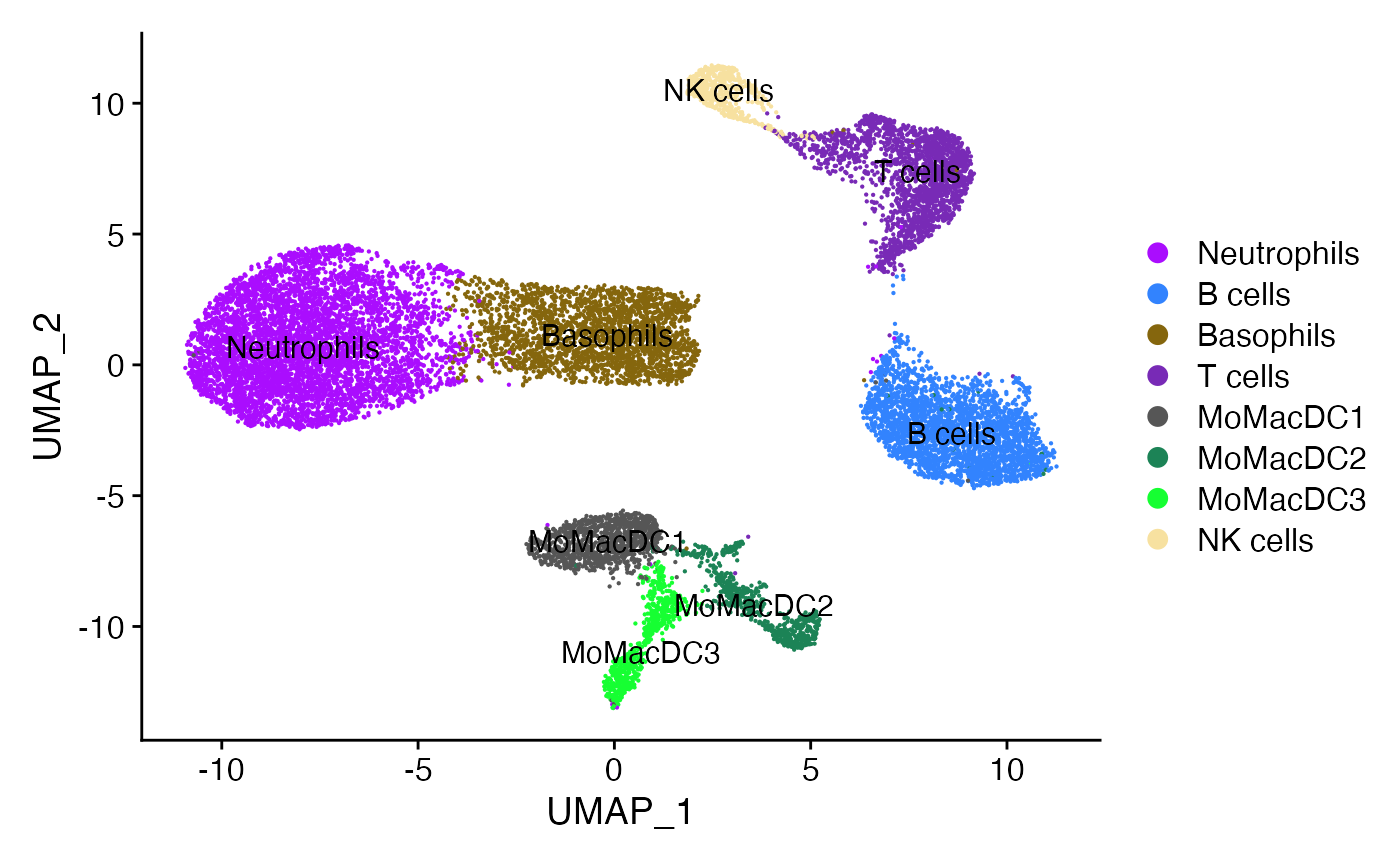 NK cells
10
T cells
5
Neutrophils
Basophils
0
B cells
-5
MoMacDC1
MoMacDC2
-10
MoMacDC3
UMAP_2
-10 -5 0 5 10
UMAP_1
Neutrophils
B cells
Basophils
T cells
MoMacDC1
MoMacDC2
MoMacDC3
NK cells